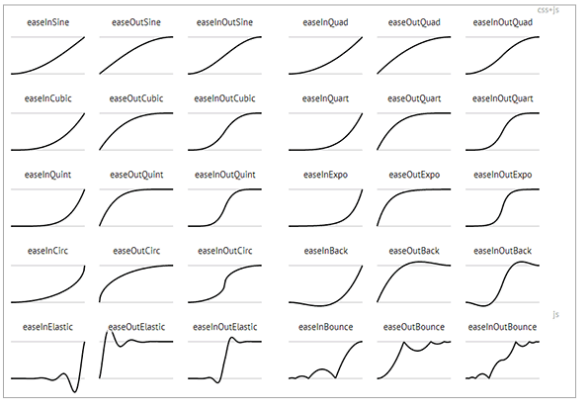 css+js
easeInSine easeOutSine easeInOutSine easeInQuad easeOutQuad easeInOutQuad
easeInCubic easeOutCubic easeInOutCubic easeInQuart easeOutQuart easeInOutQuart
easeInQuint easeOutQuint easeInOutQuint easeInExpo easeOutExpo easeInOutExpo
easeInCirc easeOutCirc easeInOutCirc easeInBack easeOutBack easeInOutBack
js
easeInElastic easeOutElastic easeInOutElastic easeInBounce easeOutBounce easeInOutBounce